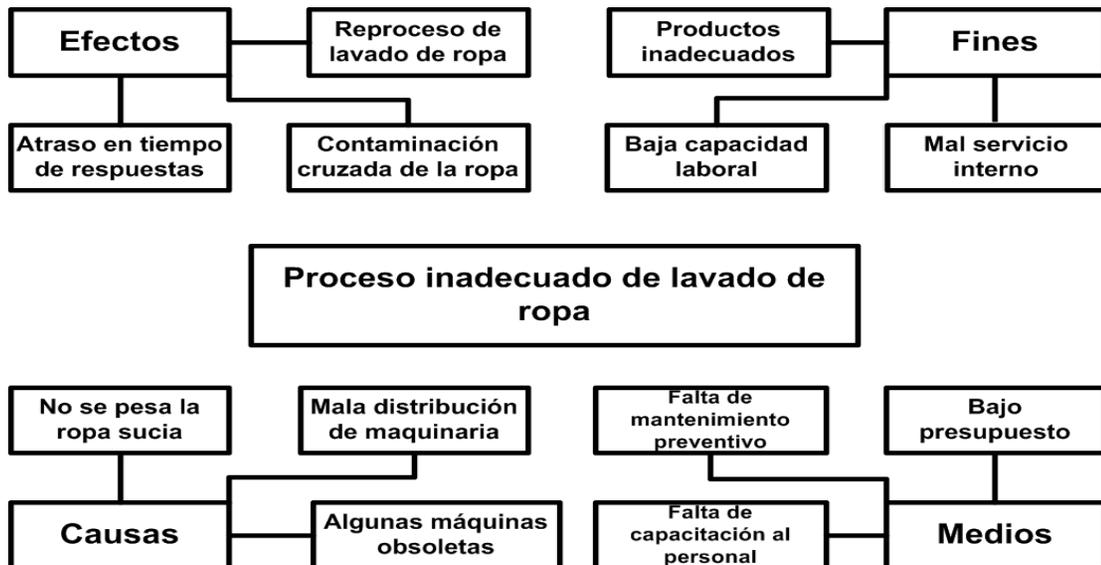 Efectos
Reproceso de
lavado de ropa
Productos
inadecuados
Fines
Atraso en tiempo
de respuestas
Contaminación
cruzada de la ropa
Baja capacidad
laboral
Mal servicio
interno
Proceso inadecuado de lavado de
ropa
No se pesa la
ropa sucia
Mala distribución
de maquinaria
Falta de
mantenimiento
preventivo
Bajo
presupuesto
Causas
Algunas máquinas
obsoletas
Falta de
capacitación al
personal
Medios